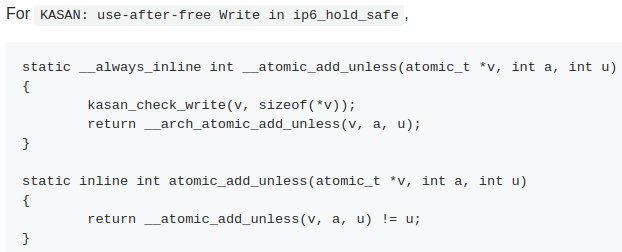 For KASAN: use-after-free Write in ip6_hold_safe ,
static __always_inline int __atomic_add_unless(atomic_t *v, int a, int u)
{
        kasan_check_write(v, sizeof(*v));
        return __arch_atomic_add_unless(v, a, u);
}

static inline int atomic_add_unless(atomic_t *v, int a, int u)
{
        return __atomic_add_unless(v, a, u) != u;
}